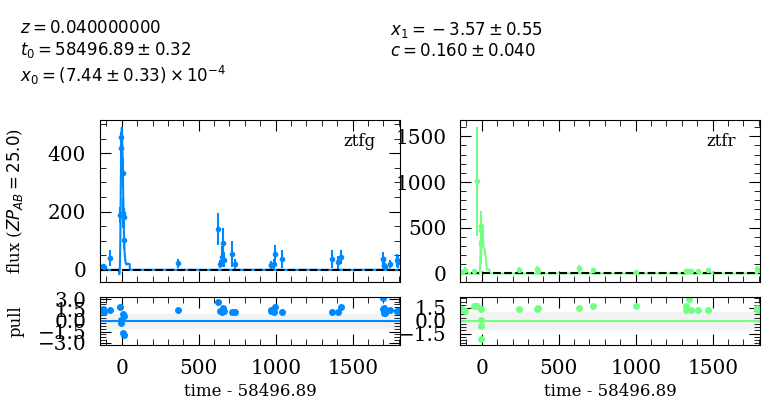 z = 0.040000000
t₀ = 58496.89 ± 0.32
x₀ = (7.44 ± 0.33) × 10⁻⁴
x₁ = −3.57 ± 0.55
c = 0.160 ± 0.040
flux (ZP_AB = 25.0)
400
200
0
ztfg
1500
1000
500
0
ztfr
pull
3.0
1.5
0.0
−1.5
−3.0
1.5
0.0
−1.5
0 500 1000 1500
0 500 1000 1500
time - 58496.89
time - 58496.89